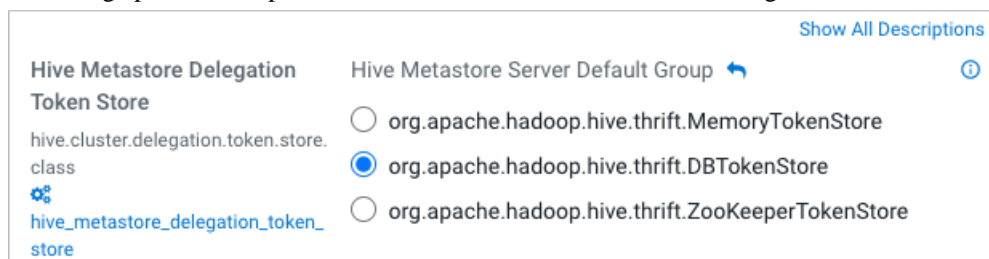 Show All Descriptions
Hive Metastore Delegation
Token Store
hive.cluster.delegation.token.store.
class
hive_metastore_delegation_token_
store
Hive Metastore Server Default Group
org.apache.hadoop.hive.thrift.MemoryTokenStore
org.apache.hadoop.hive.thrift.DBTokenStore
org.apache.hadoop.hive.thrift.ZooKeeperTokenStore